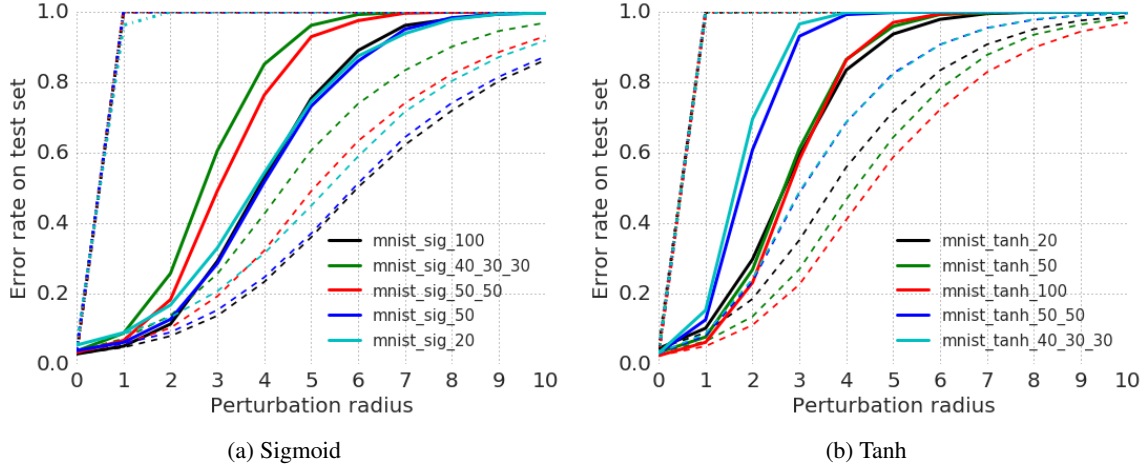 1.0
0.8
0.6
0.4
0.2
0.0
Error rate on test set
mnist_sig_100
mnist_sig_40_30_30
mnist_sig_50_50
mnist_sig_50
mnist_sig_20
0 1 2 3 4 5 6 7 8 9 10
Perturbation radius
(a) Sigmoid
1.0
0.8
0.6
0.4
0.2
0.0
Error rate on test set
mnist_tanh_20
mnist_tanh_50
mnist_tanh_100
mnist_tanh_50_50
mnist_tanh_40_30_30
0 1 2 3 4 5 6 7 8 9 10
Perturbation radius
(b) Tanh